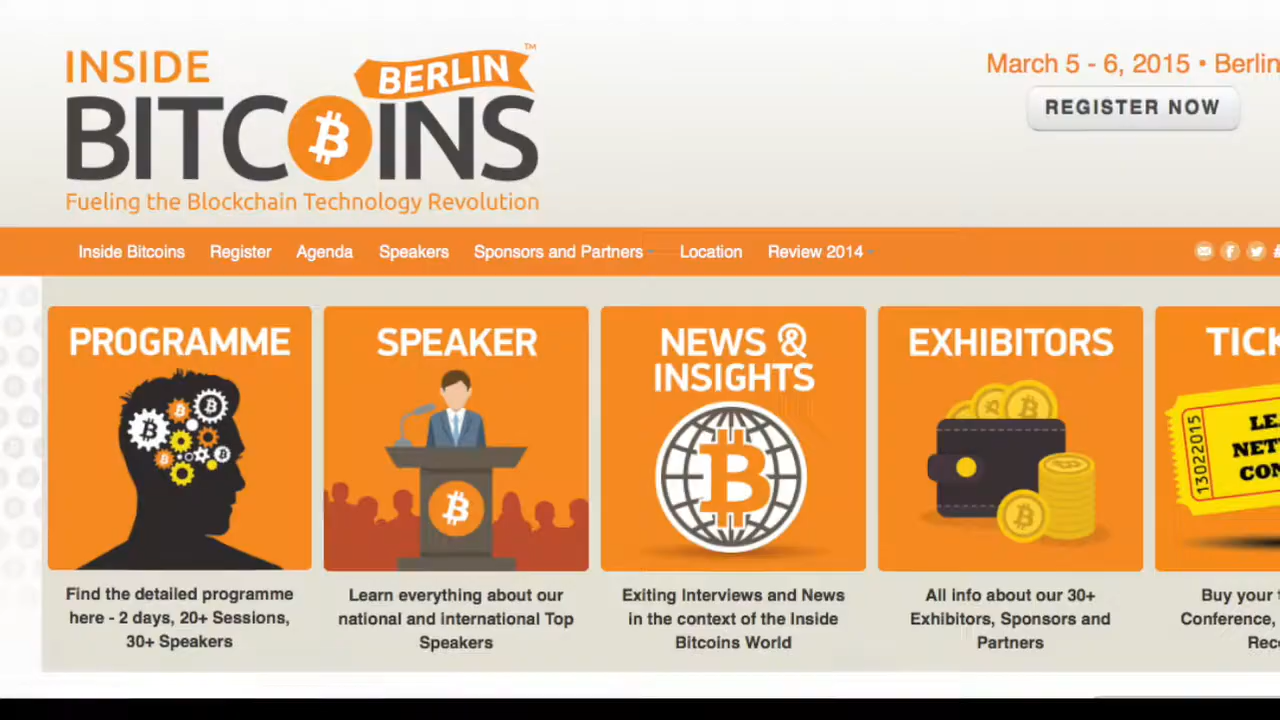 INSIDE
BERLIN™
BITCOINS
Fueling the Blockchain Technology Revolution
March 5 - 6, 2015 • Berlin
REGISTER NOW
Inside Bitcoins Register Agenda Speakers Sponsors and Partners Location Review 2014
PROGRAMME
Find the detailed programme
here - 2 days, 20+ Sessions,
30+ Speakers
SPEAKER
Learn everything about our
national and international Top
Speakers
NEWS &
INSIGHTS
Exiting Interviews and News
in the context of the Inside
Bitcoins World
EXHIBITORS
All info about our 30+
Exhibitors, Sponsors and
Partners
13022015
Buy your
Conference,